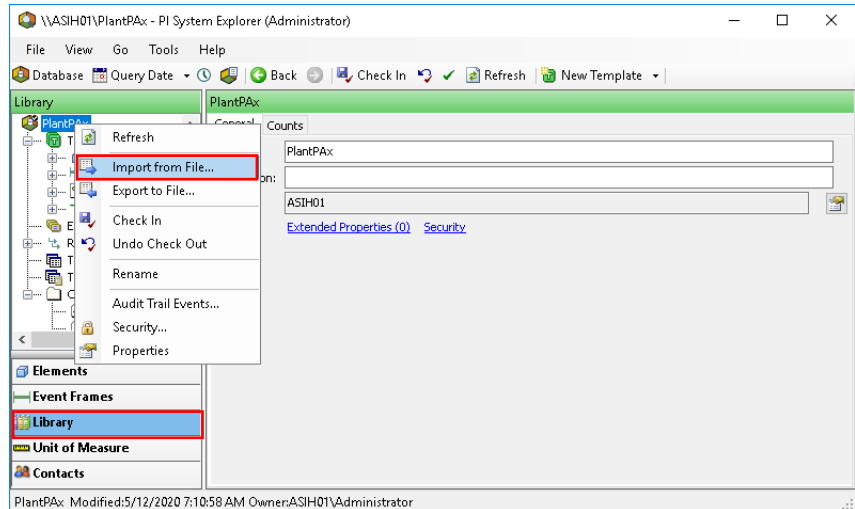 \\ASIH01\PlantPAx - PI System Explorer (Administrator)
File View Go Tools Help
Database Query Date Back Check In Refresh New Template
Library
PlantPAx
PlantPAx
General Counts
Refresh
PlantPAx
Import from File...
on:
Export to File...
ASIH01
Check In
Extended Properties (0) Security
Undo Check Out
Rename
Audit Trail Events...
Security...
Properties
Elements
Event Frames
Library
Unit of Measure
Contacts
PlantPAx Modified:5/12/2020 7:10:58 AM Owner:ASIH01\Administrator